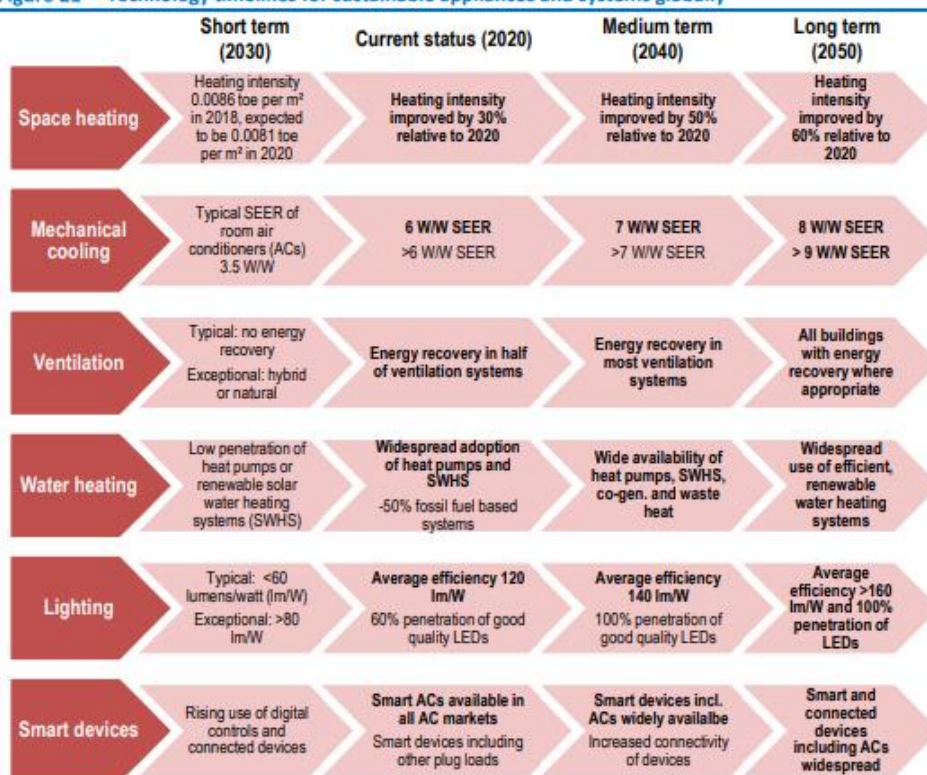 Short term
(2030)
Current status (2020)
Medium term
(2040)
Long term
(2050)
Space heating
Heating intensity
0.0086 toe per m²
in 2018, expected
to be 0.0081 toe
per m² in 2020
Heating intensity
improved by 30%
relative to 2020
Heating intensity
improved by 50%
relative to 2020
Heating
intensity
improved by
60% relative to
2020
Mechanical
cooling
Typical SEER of
room air
conditioners (ACs)
3.5 W/W
6 W/W SEER
>6 W/W SEER
7 W/W SEER
>7 W/W SEER
8 W/W SEER
> 9 W/W SEER
Ventilation
Typical: no energy
recovery
Exceptional: hybrid
or natural
Energy recovery in half
of ventilation systems
Energy recovery in
most ventilation
systems
All buildings
with energy
recovery where
appropriate
Water heating
Low penetration of
heat pumps or
renewable solar
water heating
systems (SWHS)
Widespread adoption
of heat pumps and
SWHS
-50% fossil fuel based
systems
Wide availability of
heat pumps, SWHS,
co-gen. and waste
heat
Widespread
use of efficient,
renewable
water heating
systems
Lighting
Typical: <60
lumens/watt (lm/W)
Exceptional: >80
lm/W
Average efficiency 120
lm/W
60% penetration of good
quality LEDs
Average efficiency
140 lm/W
100% penetration of
good quality LEDs
Average
efficiency >160
lm/W and 100%
penetration of
LEDs
Smart devices
Rising use of digital
controls and
connected devices
Smart ACs available in
all AC markets
Smart devices including
other plug loads
Smart devices incl.
ACs widely availalbe
Increased connectivity
of devices
Smart and
connected
devices
including ACs
widespread